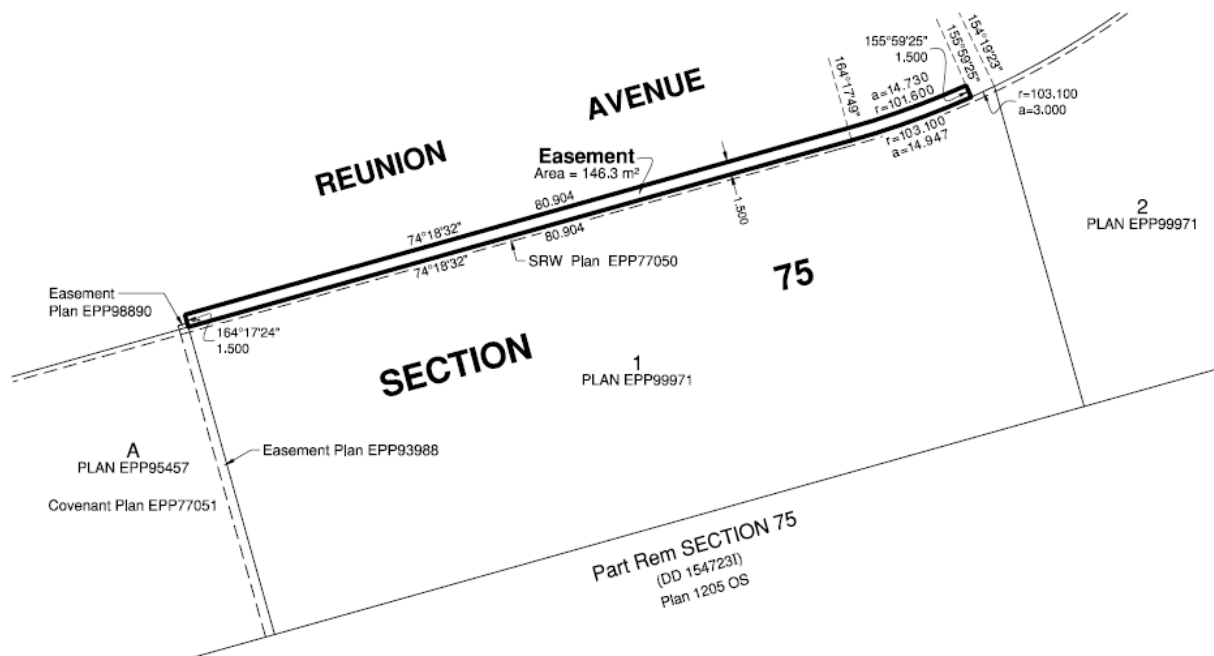 155°59'25"
1.500
155°59'25"
154°19'23"
164°17'49"
a=14.730
r=101.600
r=103.100
a=3.000
r=103.100
a=14.947
REUNION
AVENUE
Easement
Area = 146.3 m²
80.904
80.904
74°18'32"
74°18'32"
1.500
SRW Plan EPP77050
2
PLAN EPP99971
75
Easement
Plan EPP98890
164°17'24"
1.500
SECTION
1
PLAN EPP99971
A
PLAN EPP95457
Easement Plan EPP93988
Covenant Plan EPP77051
Part Rem SECTION 75
(DD 154723I)
Plan 1205 OS